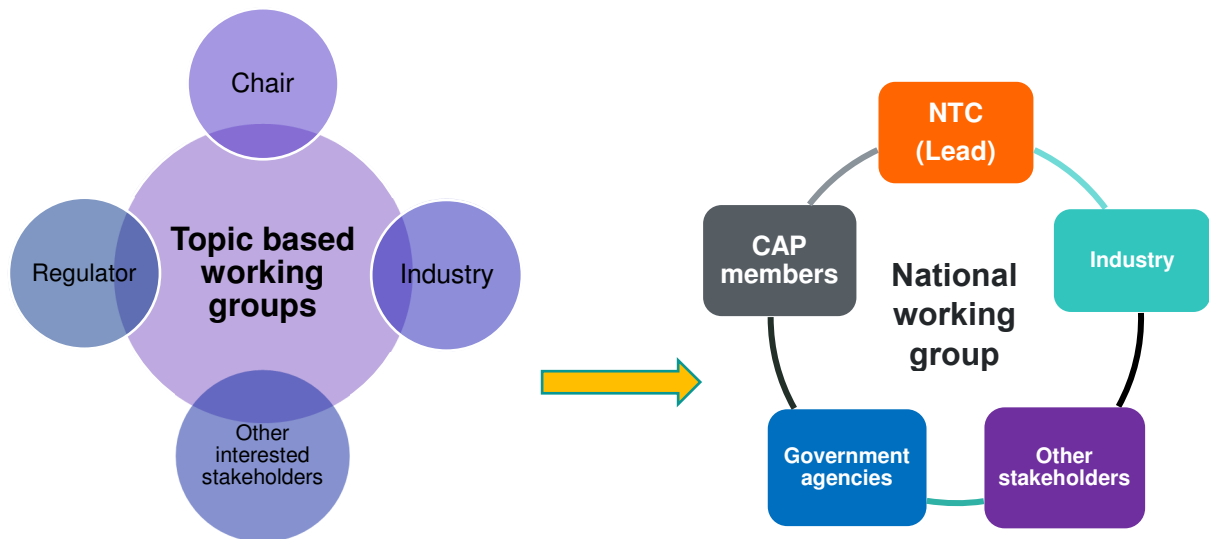 Chair
Regulator
Topic based
working
groups
Industry
Other
interested
stakeholders
NTC
(Lead)
CAP
members
National
working
group
Industry
Government
agencies
Other
stakeholders